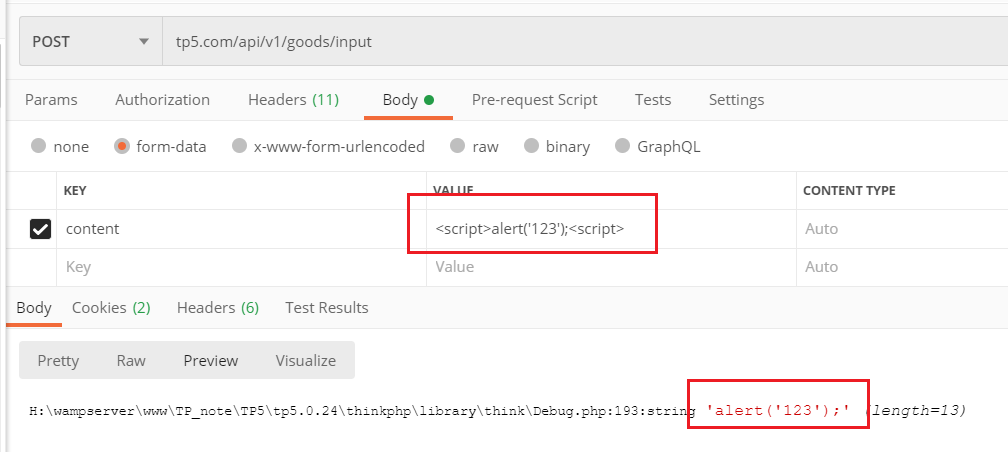 POST tp5.com/api/v1/goods/input
Params Authorization Headers (11) Body Pre-request Script Tests Settings
none form-data x-www-form-urlencoded raw binary GraphQL
KEY VALUE CONTENT TYPE
content <script>alert('123');<script> Auto
Key Value Auto
Body Cookies (2) Headers (6) Test Results
Pretty Raw Preview Visualize
H:\wampserver\www\TP_note\TP5\tp5.0.24\thinkphp\library\think\Debug.php:193:string 'alert('123');' (length=13)